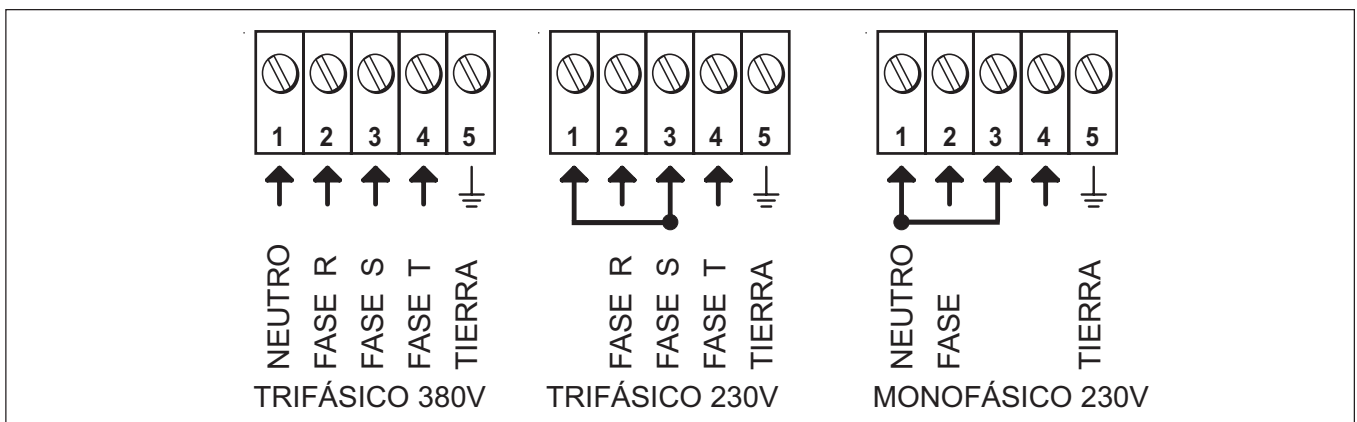 1 2 3 4 5
NEUTRO
FASE R
FASE S
FASE T
TIERRA
TRIFÁSICO 380V
1 2 3 4 5
FASE R
FASE S
FASE T
TIERRA
TRIFÁSICO 230V
1 2 3 4 5
NEUTRO
FASE
TIERRA
MONOFÁSICO 230V